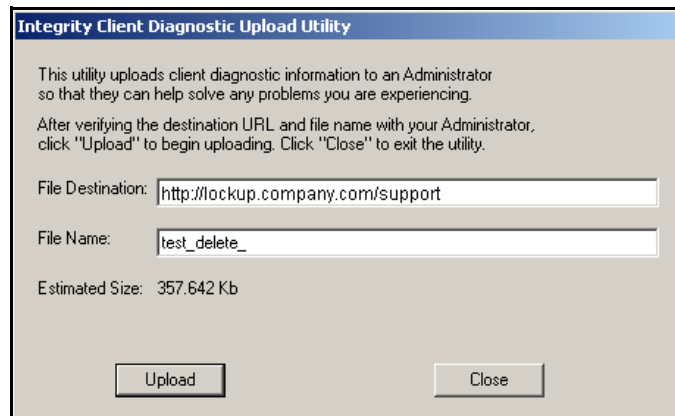 Integrity Client Diagnostic Upload Utility
This utility uploads client diagnostic information to an Administrator
so that they can help solve any problems you are experiencing.
After verifying the destination URL and file name with your Administrator,
click "Upload" to begin uploading. Click "Close" to exit the utility.
File Destination: http://lockup.company.com/support
File Name: test_delete_
Estimated Size: 357.642 Kb
Upload Close